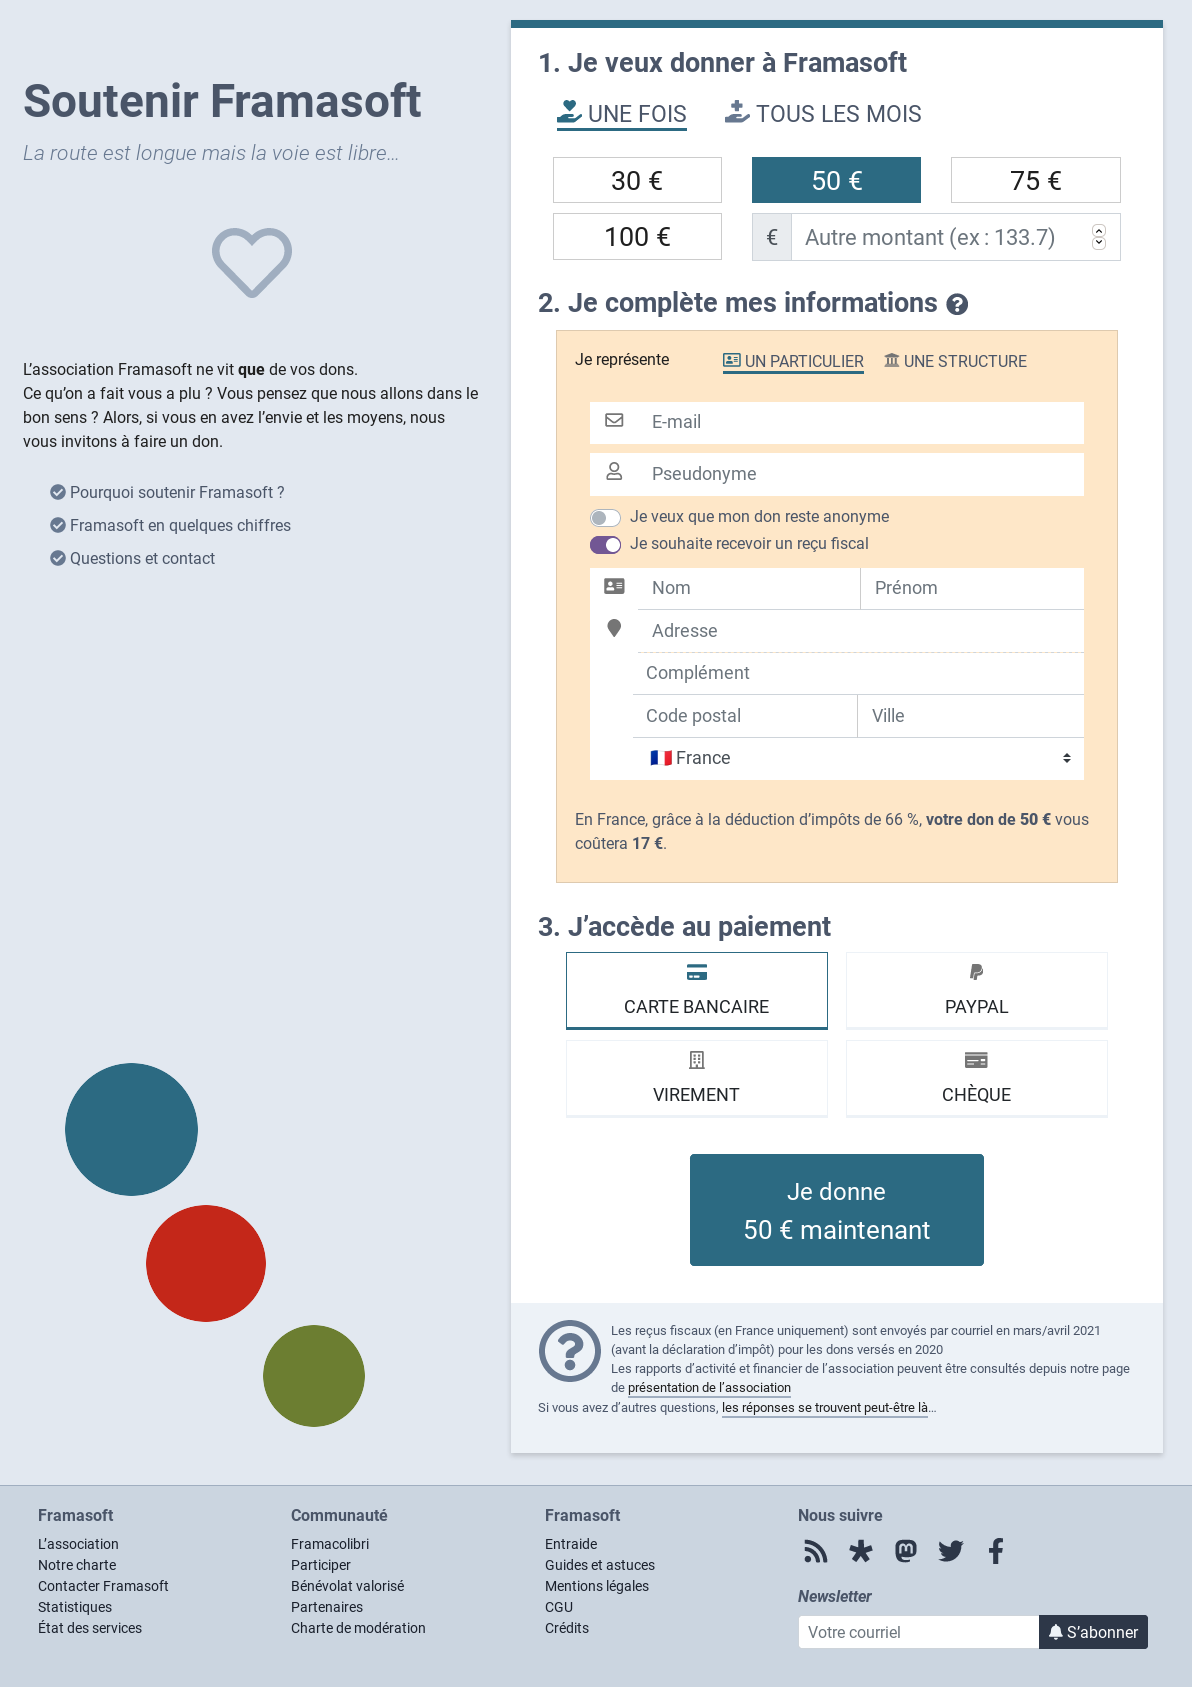 Soutenir Framasoft
La route est longue mais la voie est libre…
L’association Framasoft ne vit que de vos dons.
Ce qu’on a fait vous a plu ? Vous pensez que nous allons dans le
bon sens ? Alors, si vous en avez l’envie et les moyens, nous
vous invitons à faire un don.
Pourquoi soutenir Framasoft ?
Framasoft en quelques chiffres
Questions et contact
1. Je veux donner à Framasoft
UNE FOIS TOUS LES MOIS
30 € 50 € 75 €
100 € € Autre montant (ex : 133.7)
2. Je complète mes informations
Je représente UN PARTICULIER UNE STRUCTURE
E-mail
Pseudonyme
Je veux que mon don reste anonyme
Je souhaite recevoir un reçu fiscal
Nom Prénom
Adresse
Complément
Code postal Ville
France
En France, grâce à la déduction d’impôts de 66 %, votre don de 50 € vous
coûtera 17 €.
3. J’accède au paiement
CARTE BANCAIRE PAYPAL
VIREMENT CHÈQUE
Je donne
50 € maintenant
Les reçus fiscaux (en France uniquement) sont envoyés par courriel en mars/avril 2021
(avant la déclaration d’impôt) pour les dons versés en 2020
Les rapports d’activité et financier de l’association peuvent être consultés depuis notre page
de présentation de l’association
Si vous avez d’autres questions, les réponses se trouvent peut-être là…
Framasoft
L’association
Notre charte
Contacter Framasoft
Statistiques
État des services
Communauté
Framacolibri
Participer
Bénévolat valorisé
Partenaires
Charte de modération
Framasoft
Entraide
Guides et astuces
Mentions légales
CGU
Crédits
Nous suivre
Newsletter
Votre courriel S’abonner